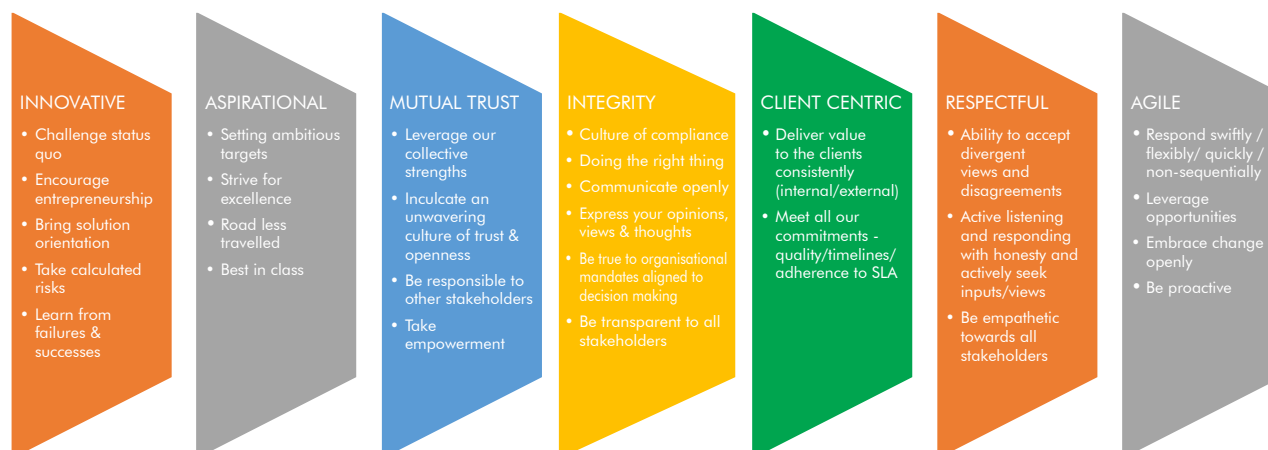 INNOVATIVE
• Challenge status
quo
• Encourage
entrepreneurship
• Bring solution
orientation
• Take calculated
risks
• Learn from
failures &
successes
ASPIRATIONAL
• Setting ambitious
targets
• Strive for
excellence
• Road less
travelled
• Best in class
MUTUAL TRUST
• Leverage our
collective
strengths
• Inculcate an
unwavering
culture of trust &
openness
• Be responsible to
other stakeholders
• Take
empowerment
INTEGRITY
• Culture of compliance
• Doing the right thing
• Communicate openly
• Express your opinions,
views & thoughts
• Be true to organisational
mandates aligned to
decision making
• Be transparent to all
stakeholders
CLIENT CENTRIC
• Deliver value
to the clients
consistently
(internal/external)
• Meet all our
commitments -
quality/timelines/
adherence to SLA
RESPECTFUL
• Ability to accept
divergent
views and
disagreements
• Active listening
and responding
with honesty and
actively seek
inputs/views
• Be empathetic
towards all
stakeholders
AGILE
• Respond swiftly /
flexibly/ quickly /
non-sequentially
• Leverage
opportunities
• Embrace change
openly
• Be proactive